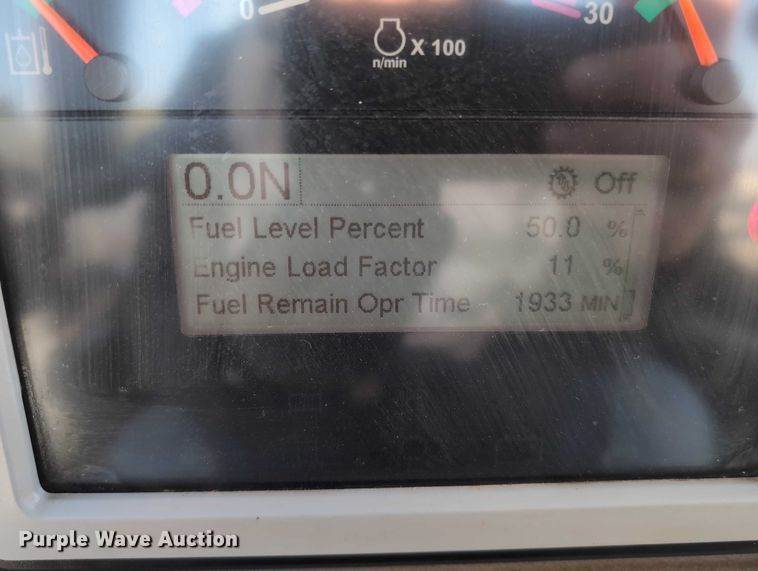 0 30
X 100
n/min
0.0N Off
Fuel Level Percent 50.0 %
Engine Load Factor 11 %
Fuel Remain Opr Time 1933 MIN
Purple Wave Auction